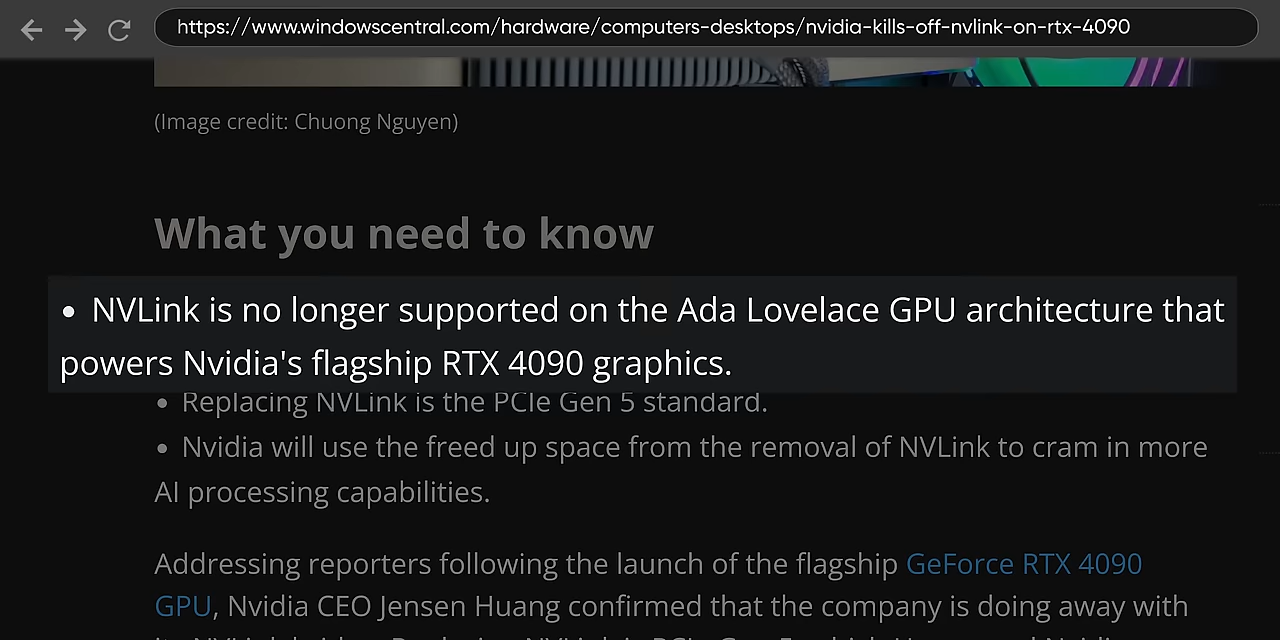 https://www.windowscentral.com/hardware/computers-desktops/nvidia-kills-off-nvlink-on-rtx-4090
(Image credit: Chuong Nguyen)
What you need to know
• NVLink is no longer supported on the Ada Lovelace GPU architecture that
powers Nvidia's flagship RTX 4090 graphics.
• Replacing NVLink is the PCIe Gen 5 standard.
• Nvidia will use the freed up space from the removal of NVLink to cram in more
AI processing capabilities.
Addressing reporters following the launch of the flagship GeForce RTX 4090
GPU, Nvidia CEO Jensen Huang confirmed that the company is doing away with